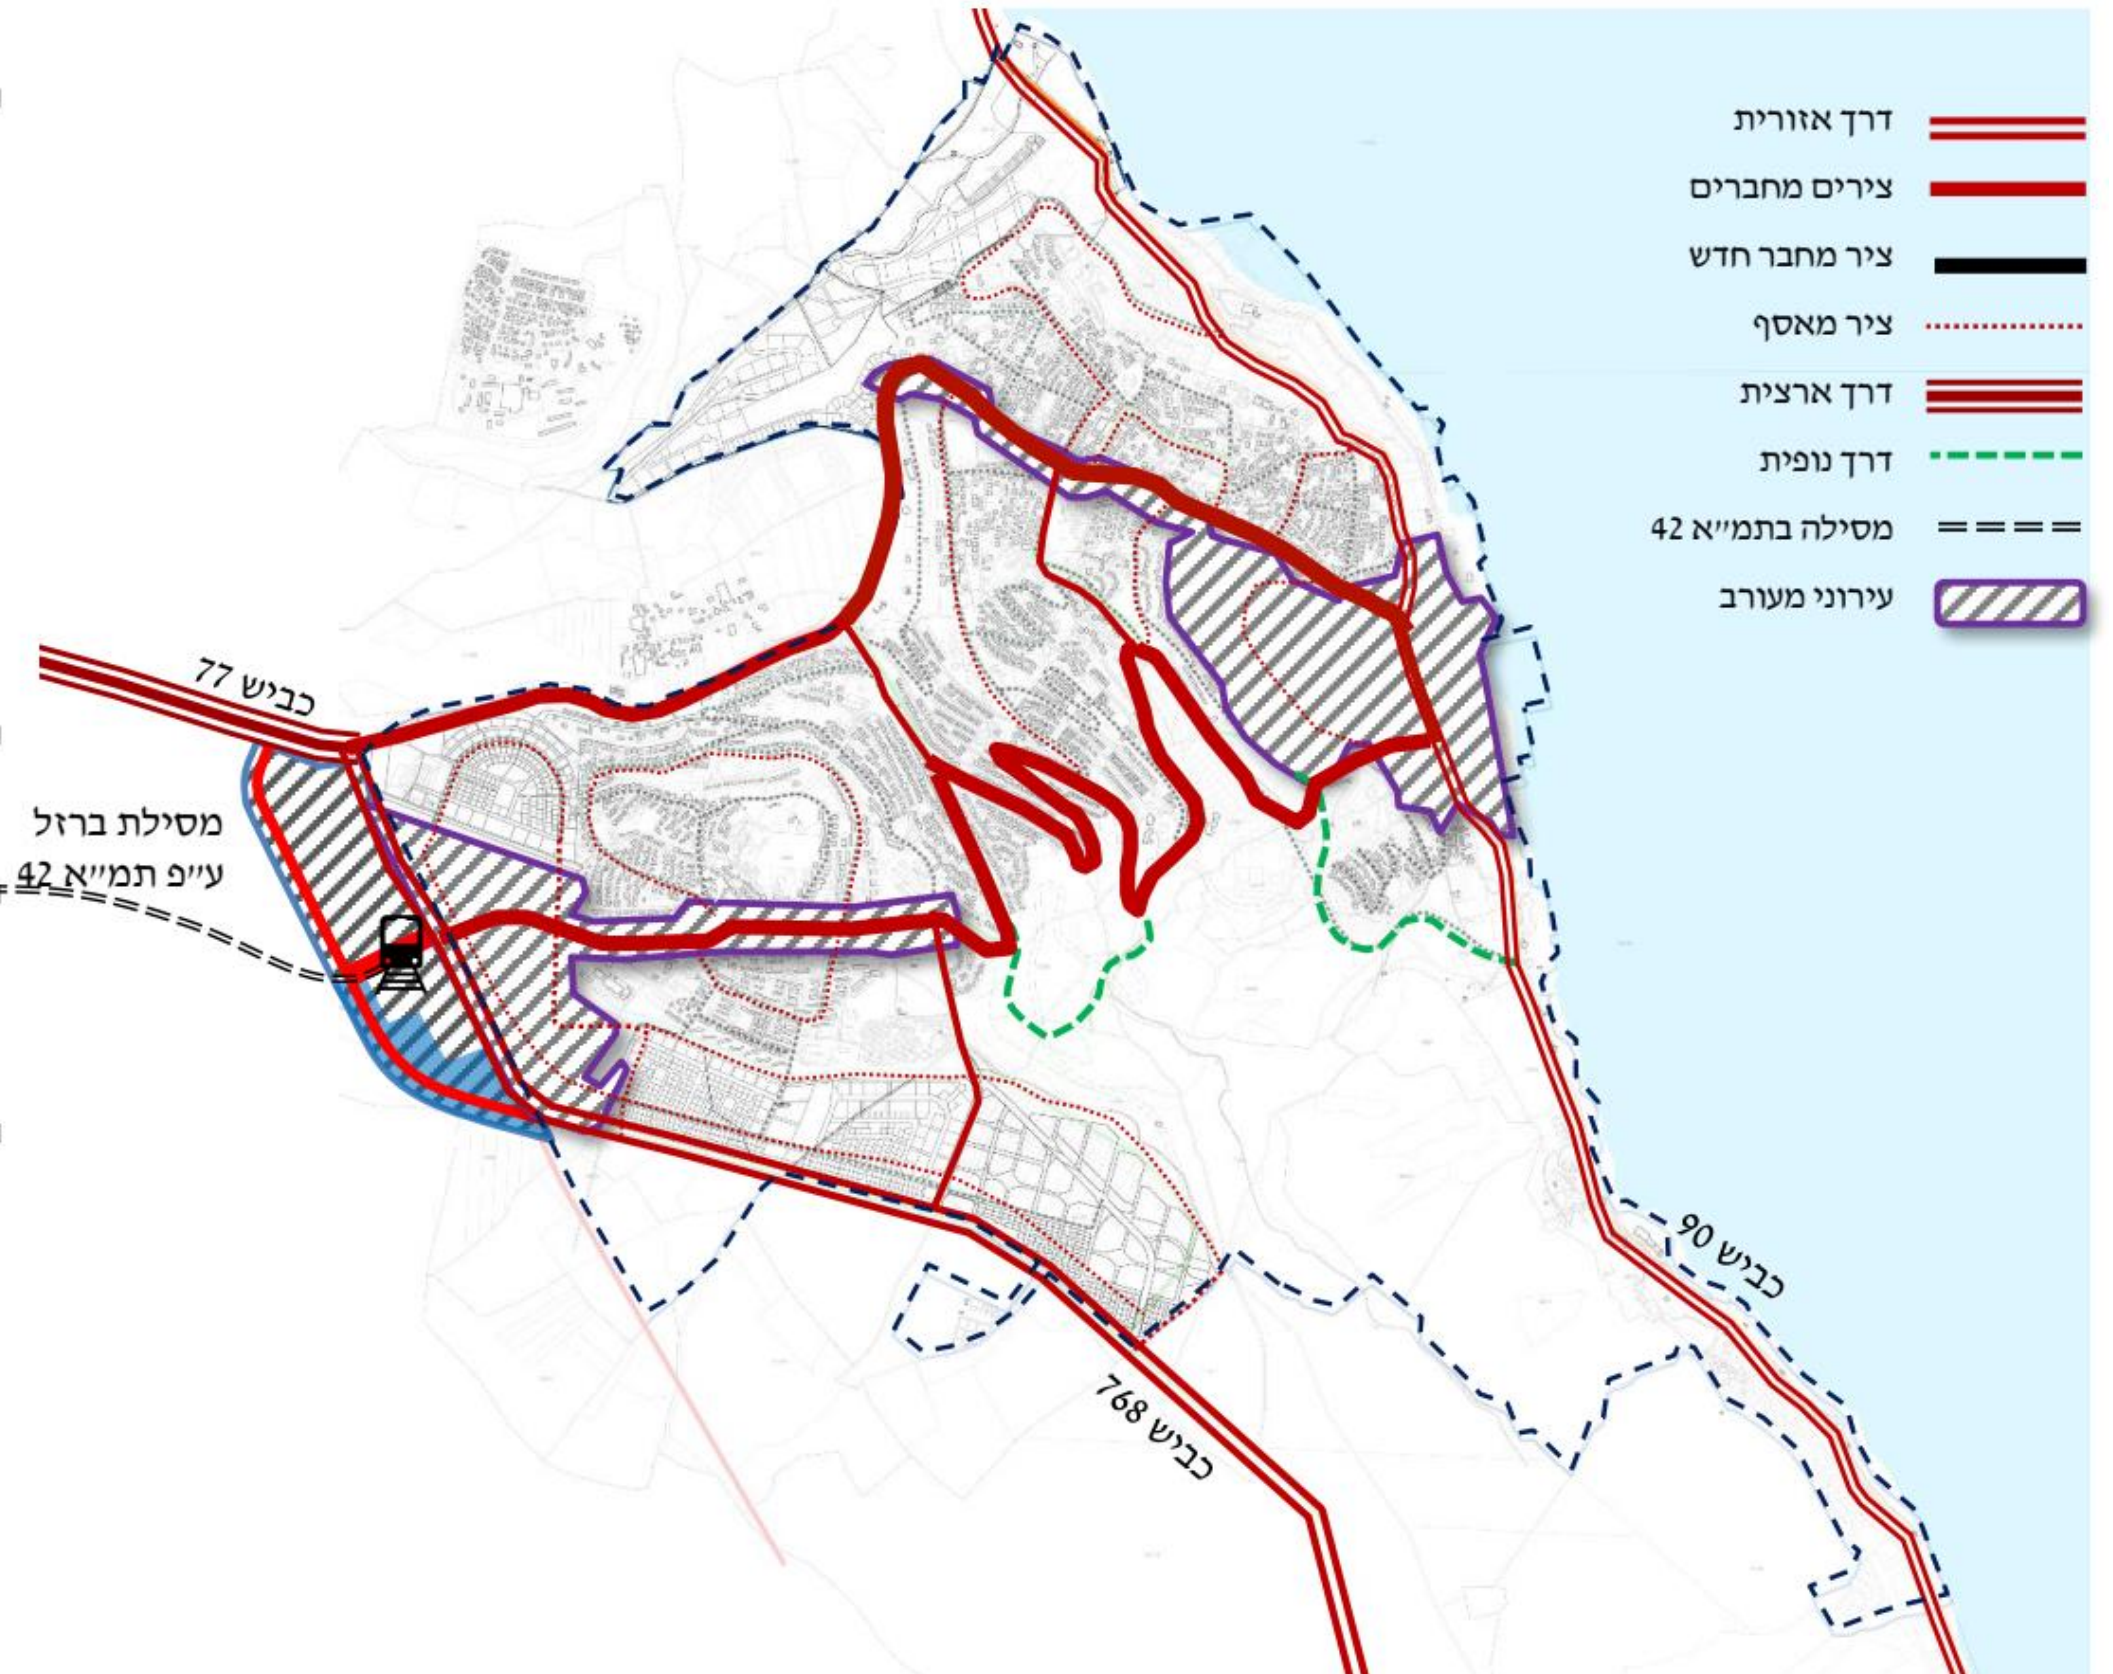 דרך אזורית
צירים מחברים
ציר מחבר חדש
ציר מאסף
דרך ארצית
דרך נופית
מסילה בתמ״א 42
עירוני מעורב
כביש 77
מסילת ברזל
ע״פ תמ״א 42
כביש 90
כביש 768